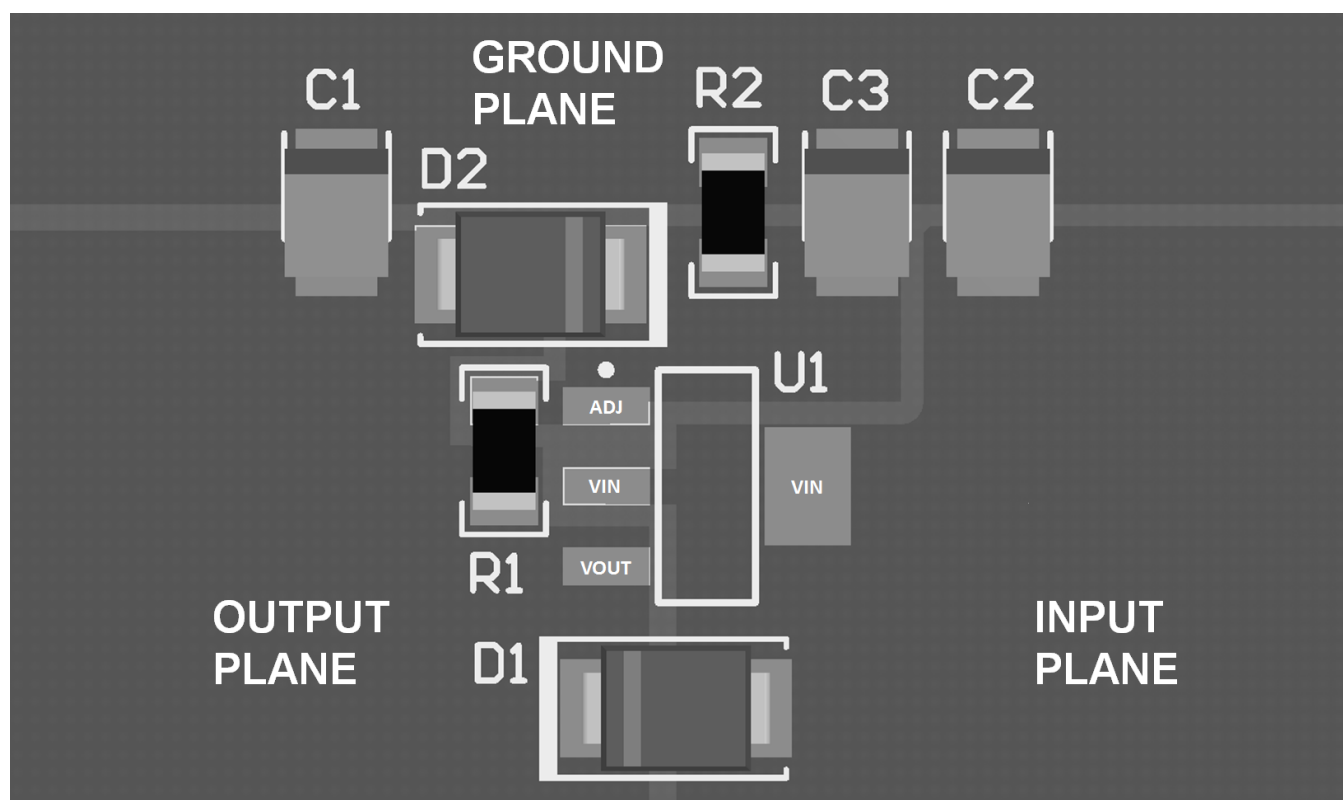 GROUND
PLANE
C1
R2
C3
C2
D2
U1
ADJ
VIN
VIN
VOUT
R1
OUTPUT
PLANE
INPUT
PLANE
D1